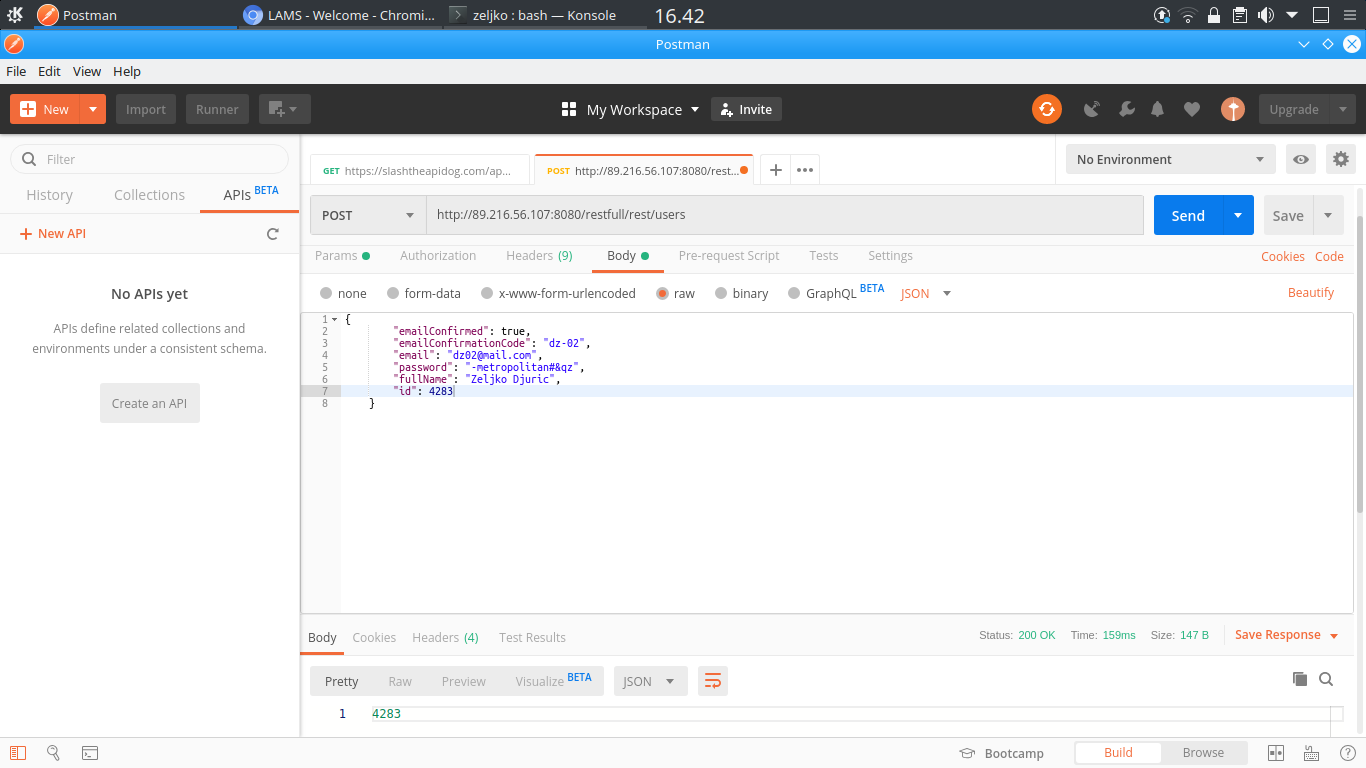 Postman
LAMS - Welcome - Chromi...
zeljko : bash — Konsole
16.42
Postman
File Edit View Help
New
Import
Runner
My Workspace
Invite
Upgrade
Filter
History Collections APIs BETA
+ New API
No APIs yet
APIs define related collections and
environments under a consistent schema.
Create an API
GET https://slashtheapidog.com/ap...
POST http://89.216.56.107:8080/rest...
No Environment
POST http://89.216.56.107:8080/restfull/rest/users
Send
Save
Params Authorization Headers (9) Body Pre-request Script Tests Settings
Cookies Code
none form-data x-www-form-urlencoded raw binary GraphQL BETA JSON
Beautify
1 {
2 "emailConfirmed": true,
3 "emailConfirmationCode": "dz-02",
4 "email": "dz02@mail.com",
5 "password": "-metropolitan#&qz",
6 "fullName": "Zeljko Djuric",
7 "id": 4283
8 }
Body Cookies Headers (4) Test Results
Status: 200 OK Time: 159ms Size: 147 B
Save Response
Pretty Raw Preview Visualize BETA
JSON
1 4283
Bootcamp
Build Browse